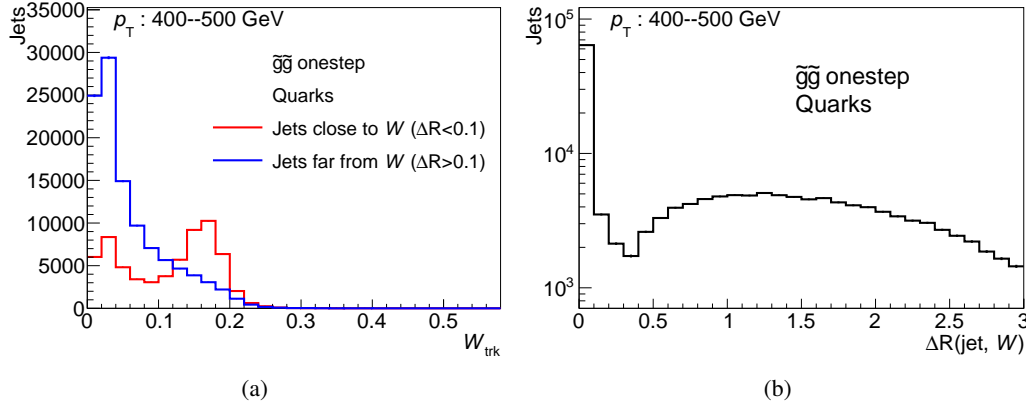 p_T : 400--500 GeV
Jets
35000
30000
25000
20000
15000
10000
5000
0
g̃g̃ onestep
Quarks
Jets close to W (ΔR<0.1)
Jets far from W (ΔR>0.1)
0 0.1 0.2 0.3 0.4 0.5
W_trk
(a)
p_T : 400--500 GeV
Jets
10^5
10^4
10^3
g̃g̃ onestep
Quarks
0 0.5 1 1.5 2 2.5 3
ΔR(jet, W)
(b)